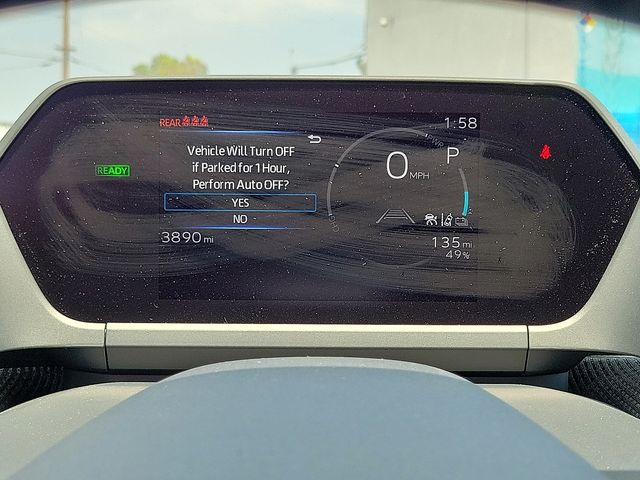 REAR
1:58
Vehicle Will Turn OFF
if Parked for 1 Hour,
Perform Auto OFF?
YES
NO
READY
0 MPH
P
3890 mi
135 mi
49%